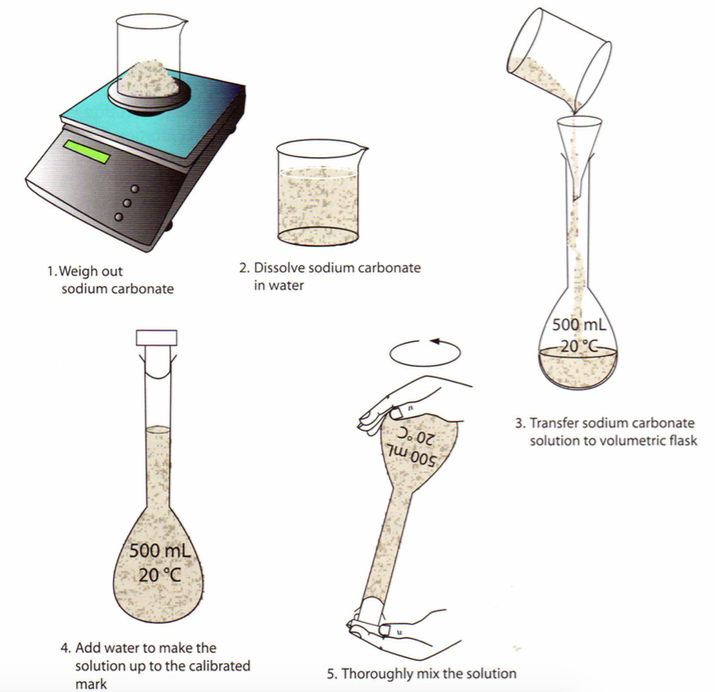 1. Weigh out
sodium carbonate
2. Dissolve sodium carbonate
in water
500 mL
20 °C
3. Transfer sodium carbonate
solution to volumetric flask
500 mL
20 °C
4. Add water to make the
solution up to the calibrated
mark
500 mL
20 °C
5. Thoroughly mix the solution